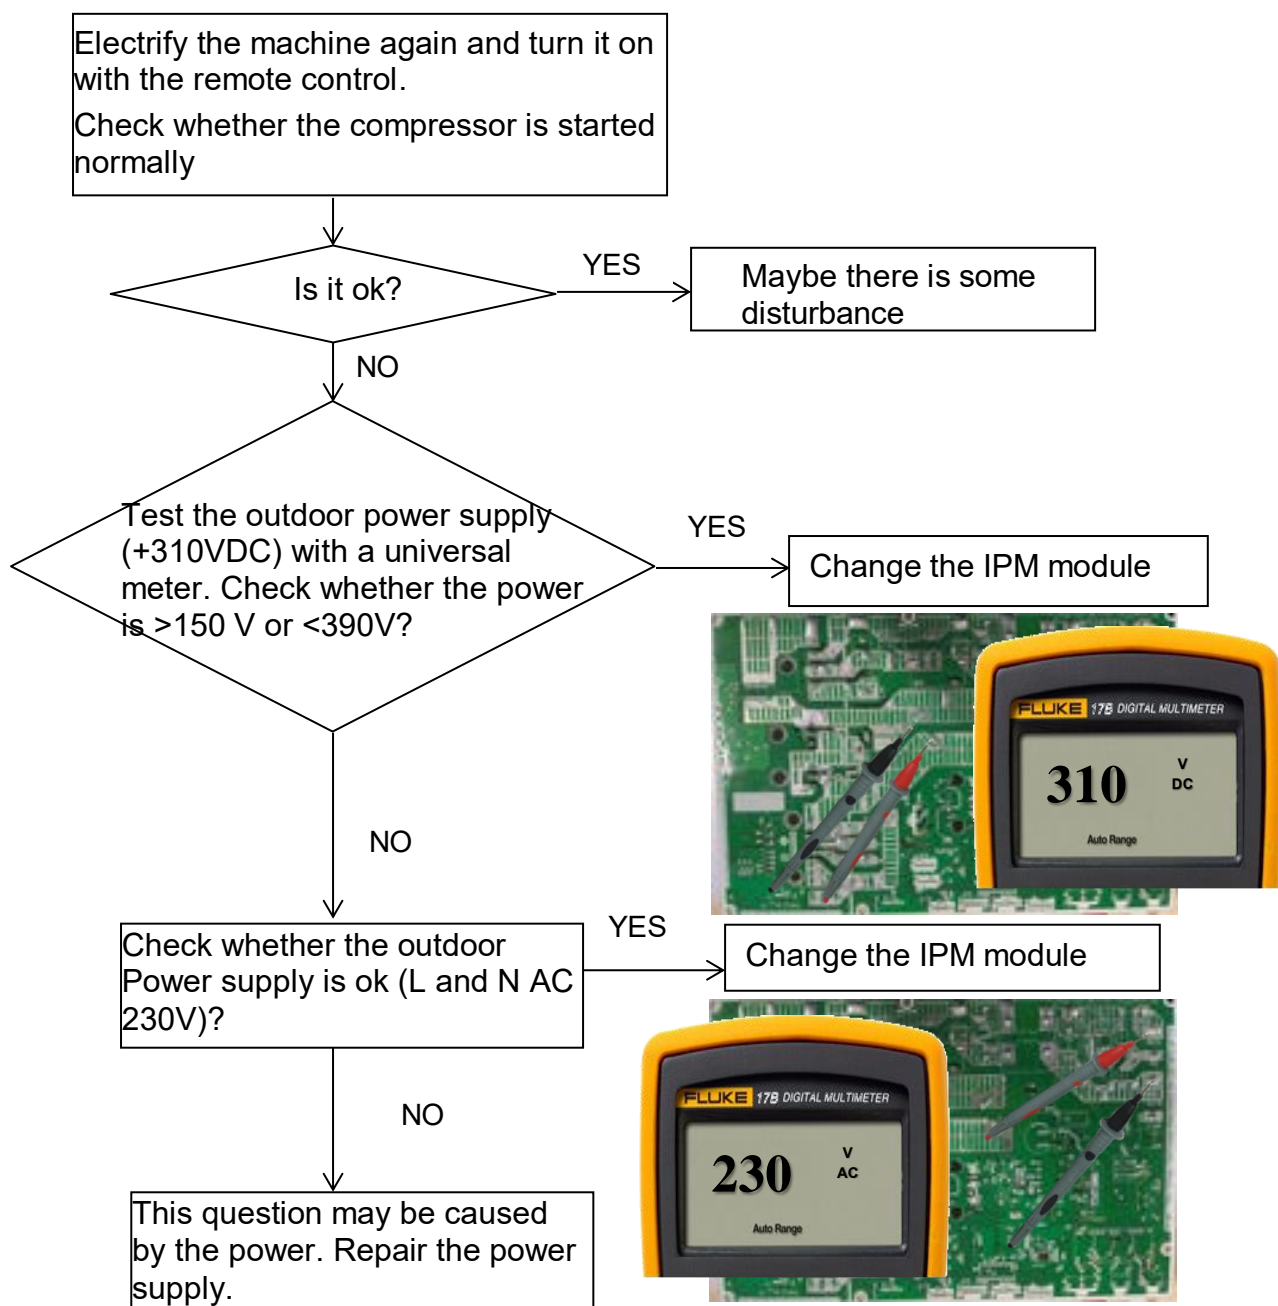 Electrify the machine again and turn it on
with the remote control.
Check whether the compressor is started
normally
Is it ok?
YES
Maybe there is some
disturbance
NO
Test the outdoor power supply
(+310VDC) with a universal
meter. Check whether the power
is >150 V or <390V?
YES
Change the IPM module
FLUKE 17B DIGITAL MULTIMETER
310
V
DC
Auto Range
NO
Check whether the outdoor
Power supply is ok (L and N AC
230V)?
YES
Change the IPM module
FLUKE 17B DIGITAL MULTIMETER
230
V
AC
Auto Range
NO
This question may be caused
by the power. Repair the power
supply.